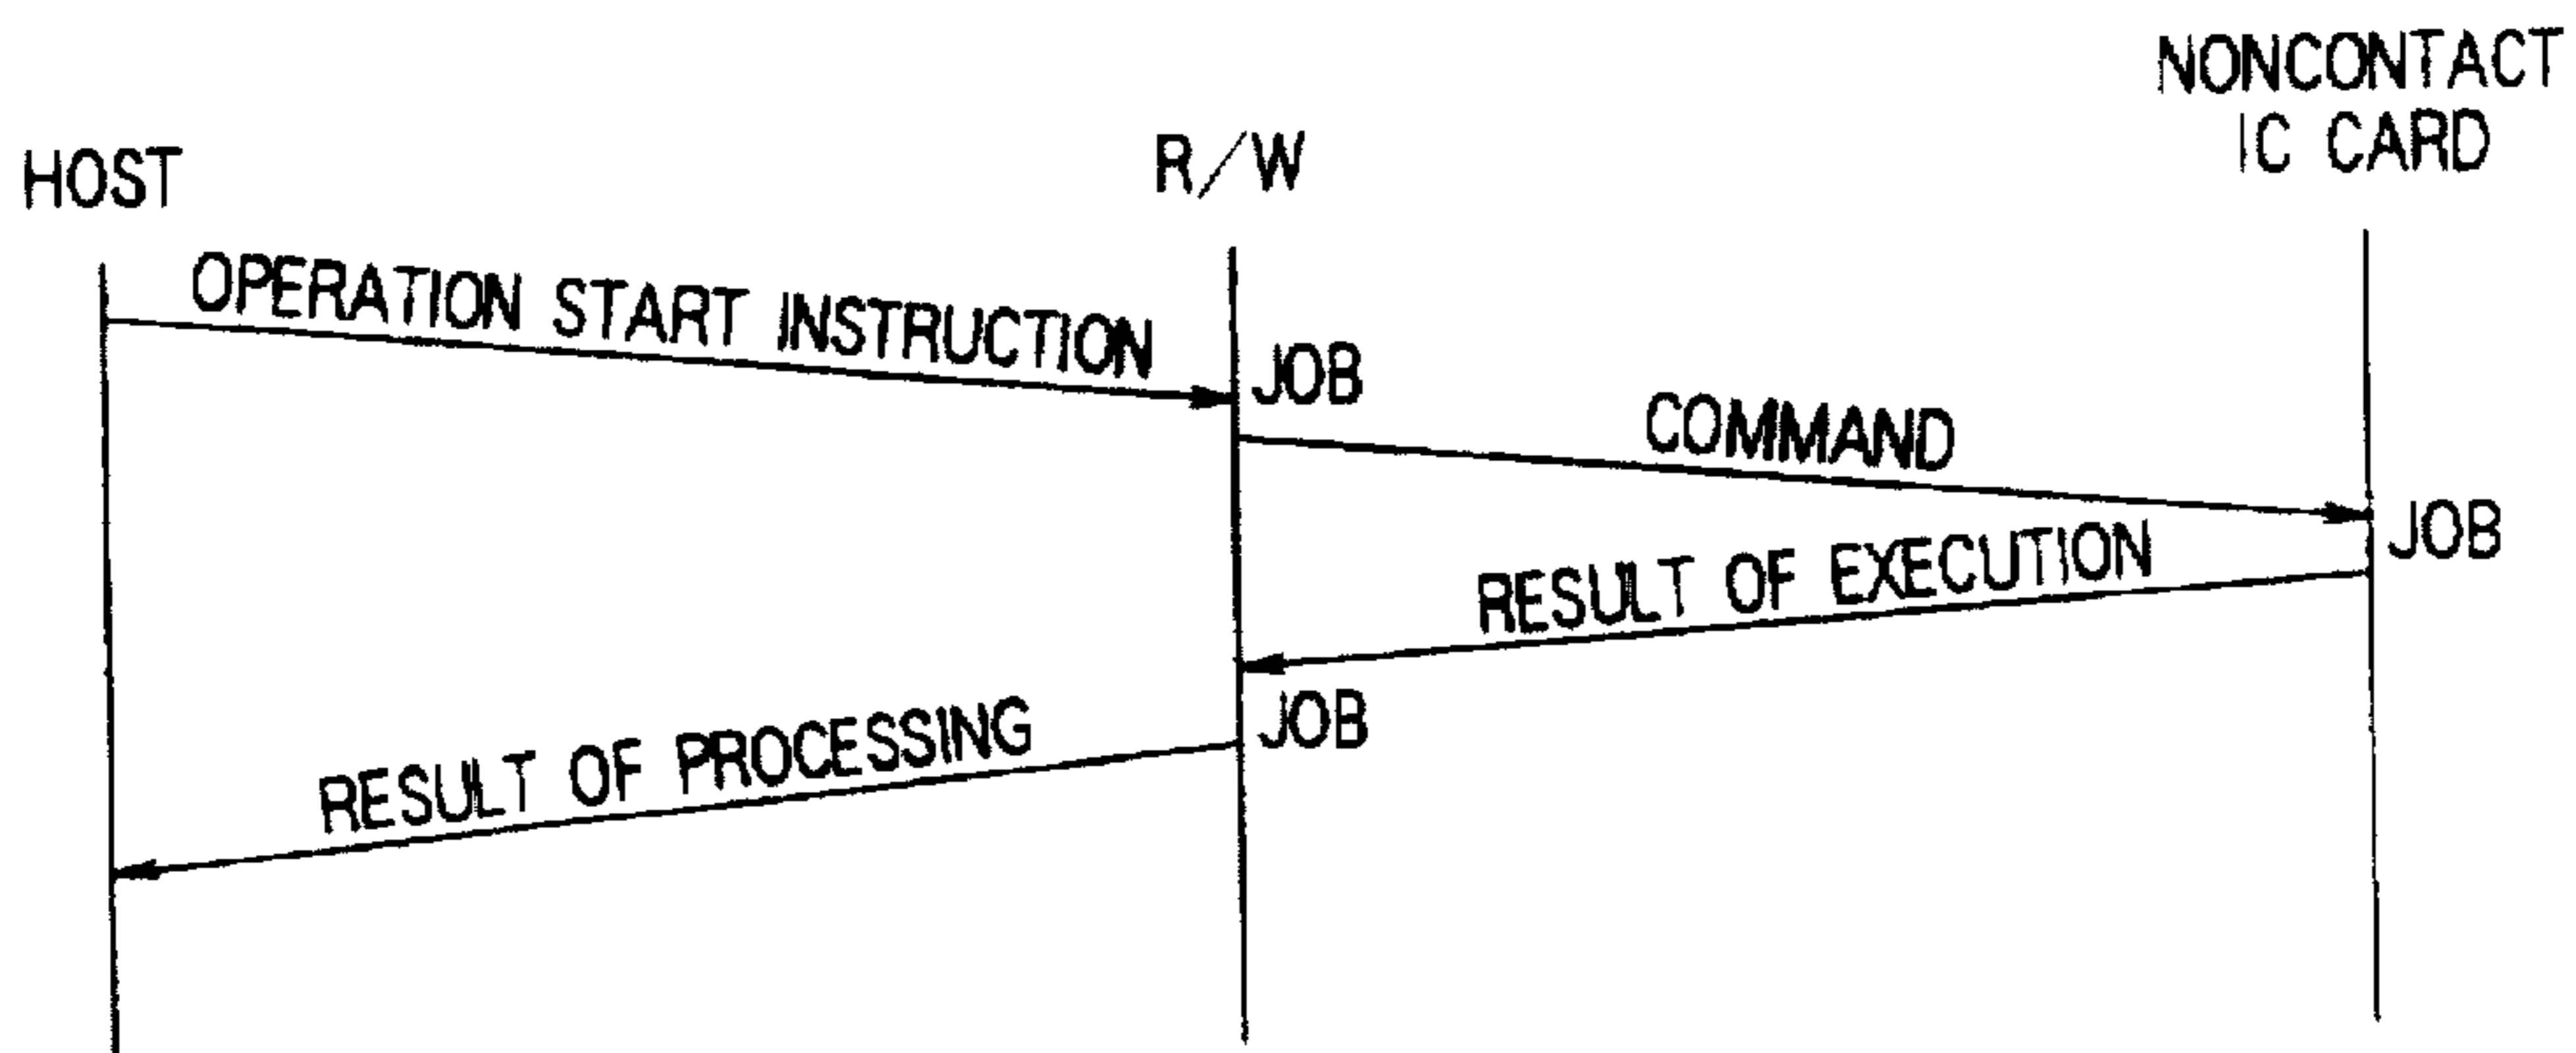 NONCONTACT
IC CARD
R/W
HOST
OPERATION START INSTRUCTION
JOB
COMMAND
JOB
RESULT OF EXECUTION
JOB
RESULT OF PROCESSING